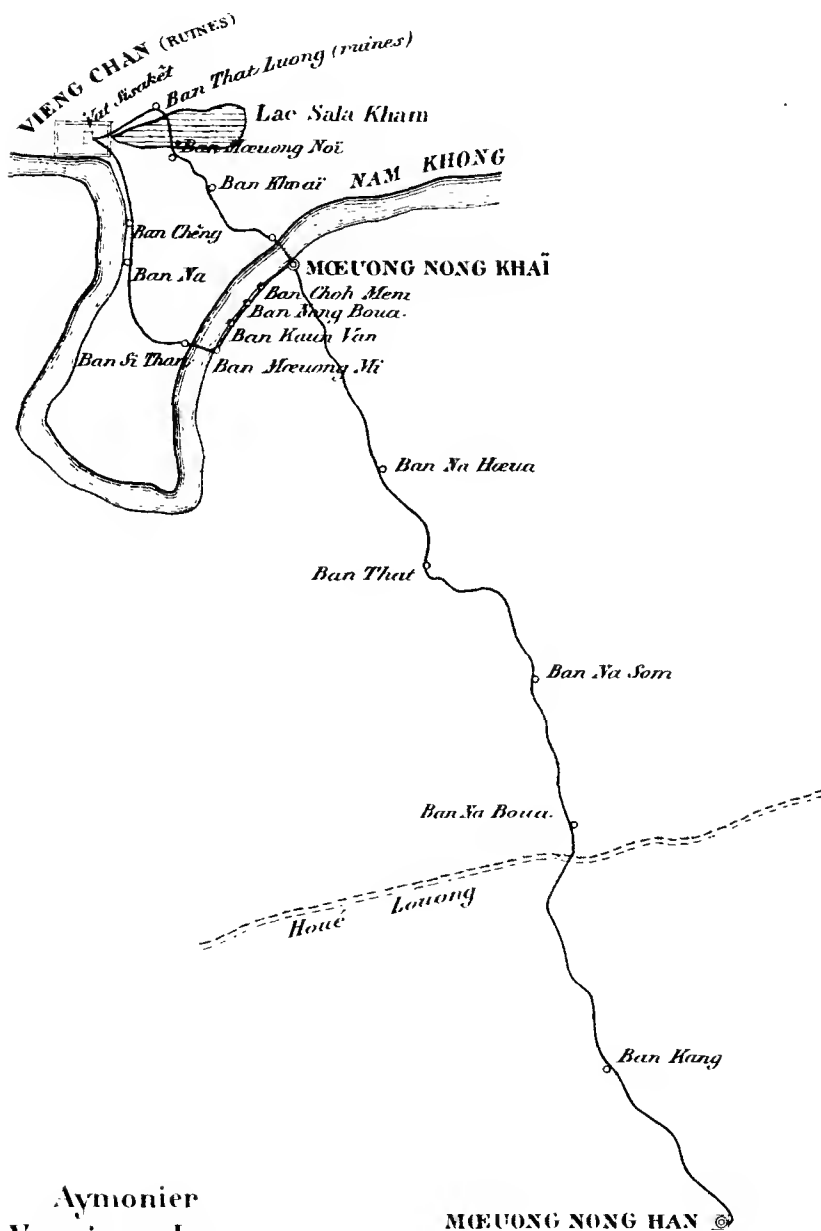 VIENG CHAN (RUINES)
Vat Sisakèt
Ban That Luong (ruines)
Lac Sala Kham
Ban Mœuong Noï
Ban Khvaï
NAM KHONG
Ban Chèng
MŒUONG NONG KHAÏ
Ban Na
Ban Choh Mem
Ban Nong Boua.
Ban Kaun Van
Ban Si Than
Ban Mœuong Mi
Ban Na Hœua
Ban That
Ban Na Som
Ban Na Boua.
Houé Louong
Ban Kang
Aymonier
MŒUONG NONG HAN